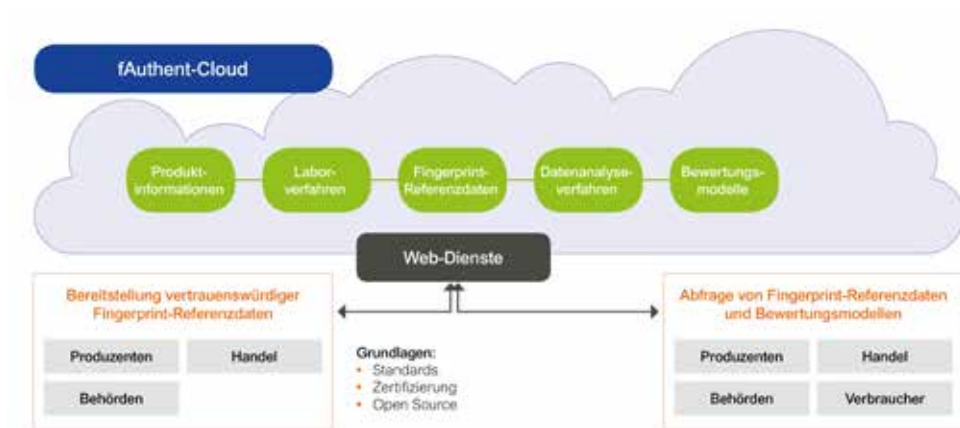 fAuthent-Cloud
Produkt-
informationen
Labor-
verfahren
Fingerprint-
Referenzdaten
Datenanalyse-
verfahren
Bewertungs-
modelle
Web-Dienste
Bereitstellung vertrauenswürdiger
Fingerprint-Referenzdaten
Produzenten
Handel
Behörden
Grundlagen:
• Standards
• Zertifizierung
• Open Source
Abfrage von Fingerprint-Referenzdaten
und Bewertungsmodellen
Produzenten
Handel
Behörden
Verbraucher